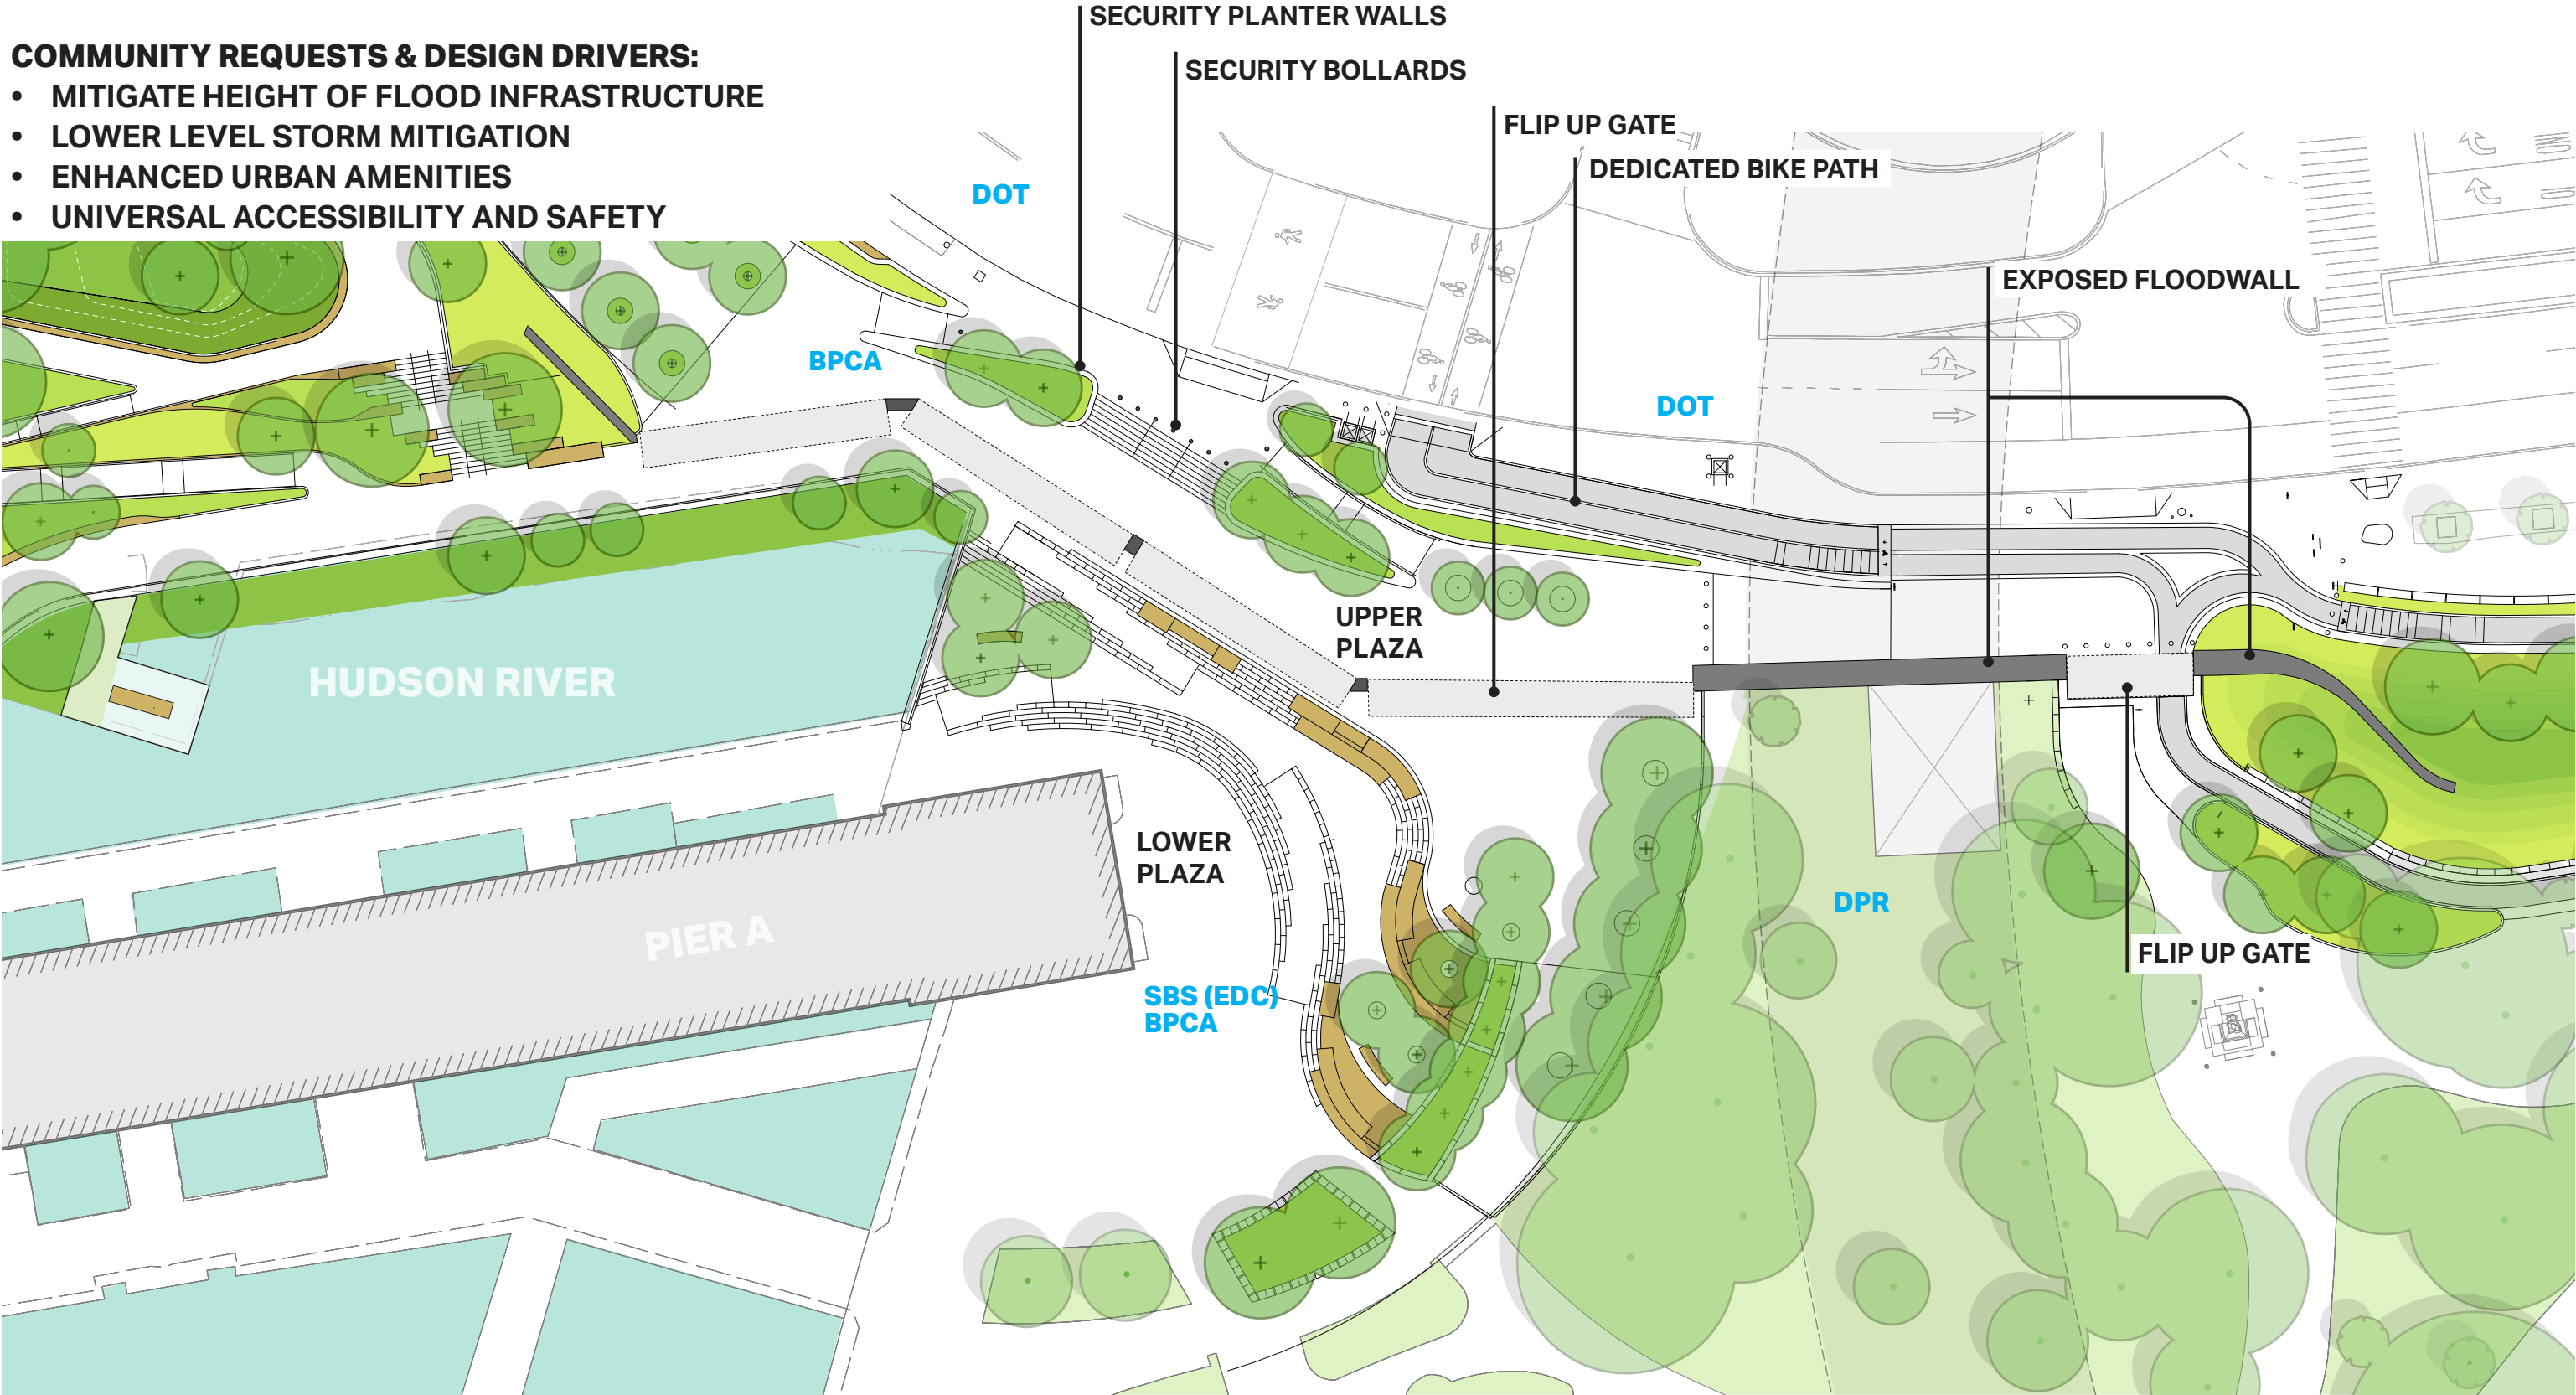 COMMUNITY REQUESTS & DESIGN DRIVERS:
• MITIGATE HEIGHT OF FLOOD INFRASTRUCTURE
• LOWER LEVEL STORM MITIGATION
• ENHANCED URBAN AMENITIES
• UNIVERSAL ACCESSIBILITY AND SAFETY
SECURITY PLANTER WALLS
SECURITY BOLLARDS
FLIP UP GATE
DEDICATED BIKE PATH
DOT
EXPOSED FLOODWALL
BPCA
DOT
UPPER
PLAZA
HUDSON RIVER
LOWER
PLAZA
PIER A
DPR
FLIP UP GATE
SBS (EDC)
BPCA